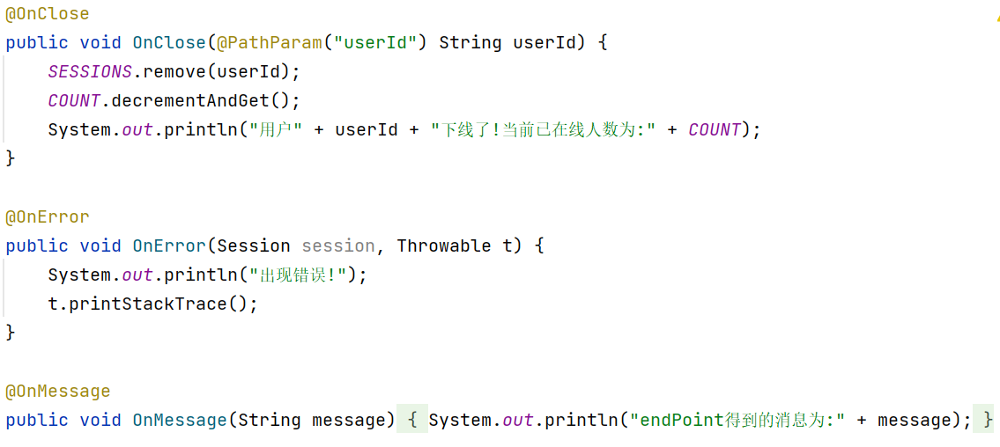 @OnClose
public void OnClose(@PathParam("userId") String userId) {
    SESSIONS.remove(userId);
    COUNT.decrementAndGet();
    System.out.println("用户" + userId + "下线了!当前已在线人数为:" + COUNT);
}
@OnError
public void OnError(Session session, Throwable t) {
    System.out.println("出现错误!");
    t.printStackTrace();
}
@OnMessage
public void OnMessage(String message) { System.out.println("endPoint得到的消息为:" + message); }